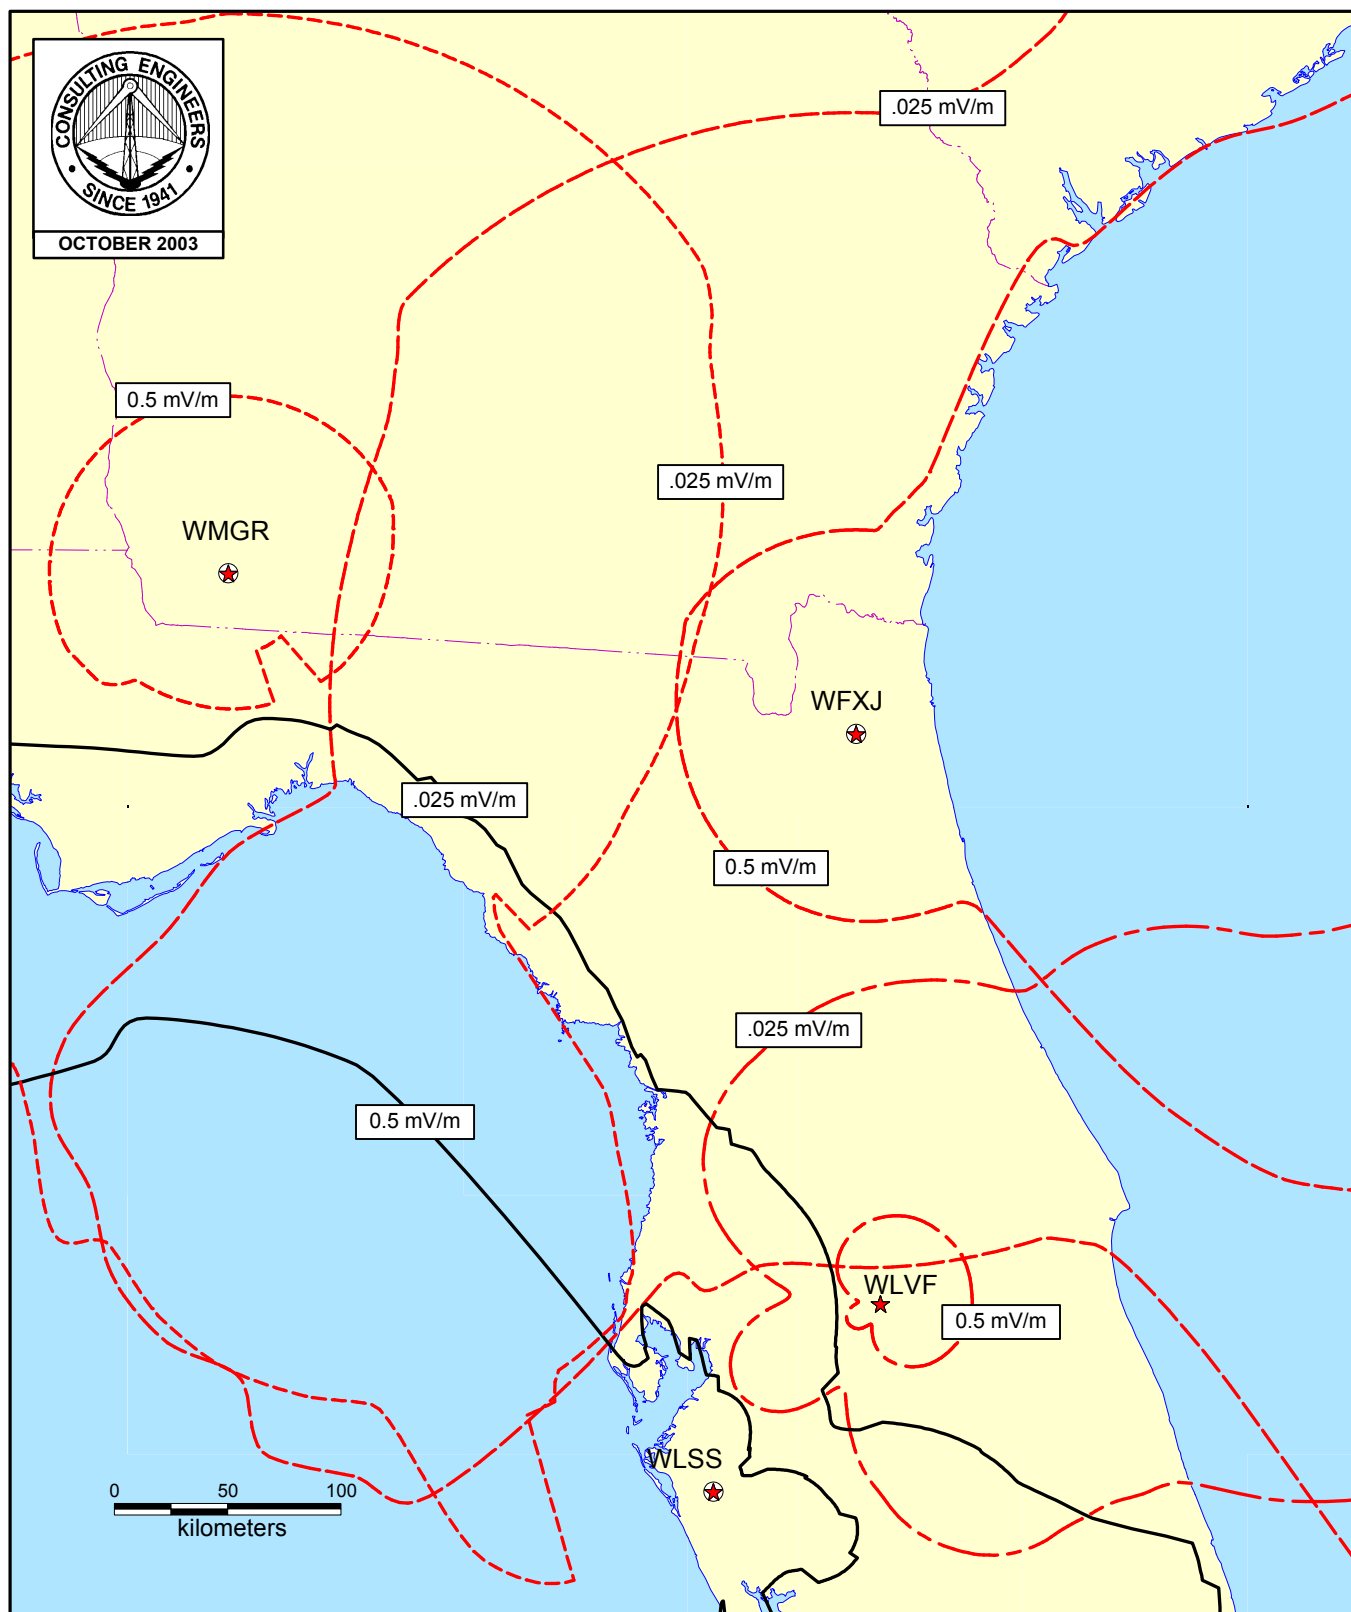 CONSULTING ENGINEERS
• SINCE 1941 •
OCTOBER 2003
.025 mV/m
0.5 mV/m
.025 mV/m
WMGR
WFXJ
.025 mV/m
0.5 mV/m
.025 mV/m
0.5 mV/m
WLVF
0.5 mV/m
WLSS
0 50 100
kilometers